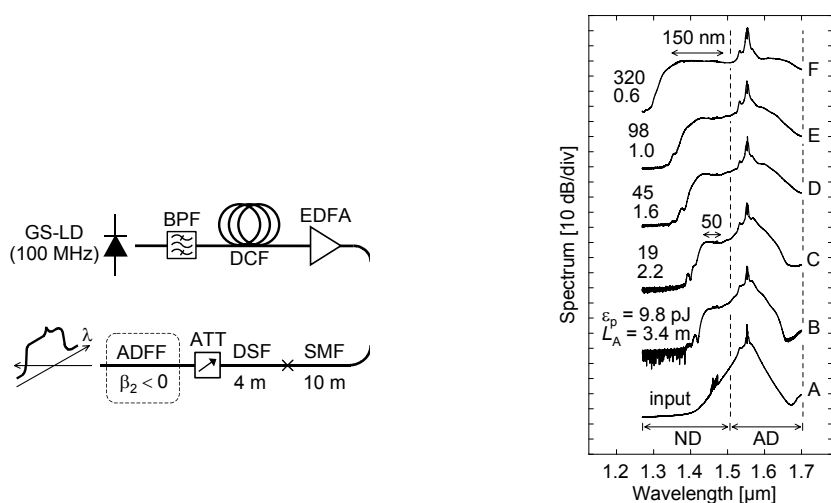 GS-LD
(100 MHz)
BPF
DCF
EDFA
λ
ADFF
β₂ < 0
ATT
DSF
4 m
SMF
10 m
Spectrum [10 dB/div]
150 nm
320
0.6
F
98
1.0
E
45
1.6
D
50
19
2.2
C
εₚ = 9.8 pJ
L_A = 3.4 m
B
input
A
ND
AD
1.2 1.3 1.4 1.5 1.6 1.7
Wavelength [μm]